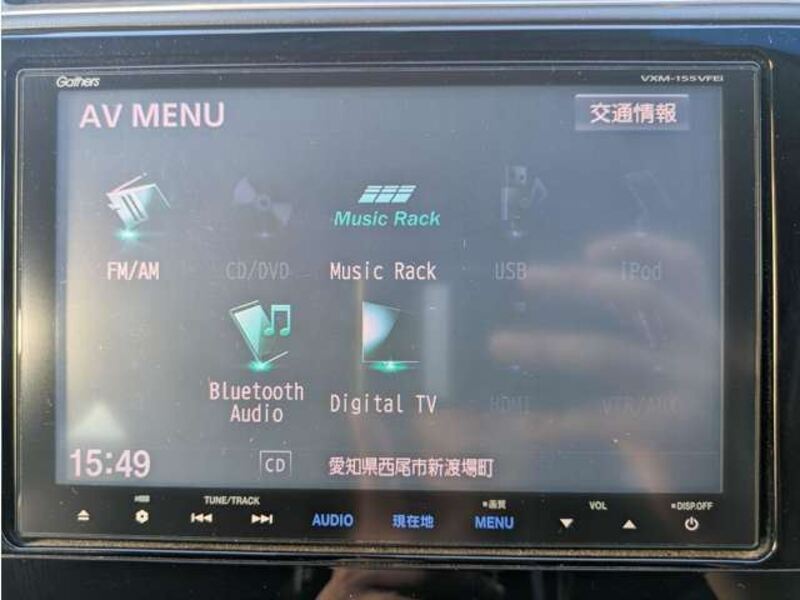 Gathers
VXM-155VFEi
AV MENU
交通情報
Music Rack
FM/AM
CD/DVD
Music Rack
USB
iPod
Bluetooth
Audio
Digital TV
HDMI
15:49
CD
愛知県西尾市新渡場町
TUNE/TRACK
画質
VOL
DISP.OFF
AUDIO
現在地
MENU